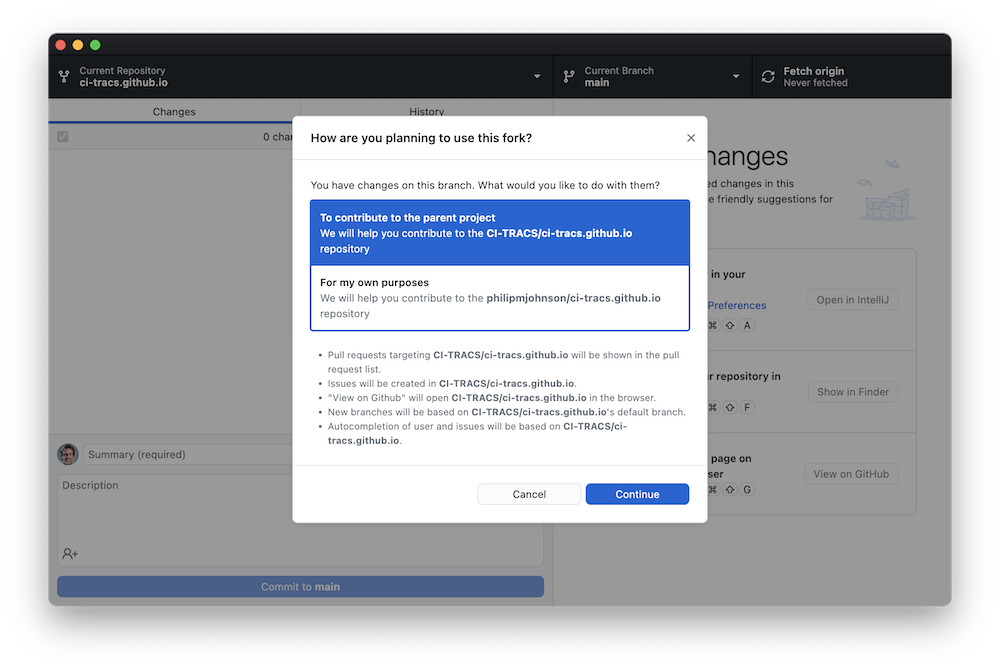 Current Repository
ci-tracs.github.io
Current Branch
main
Fetch origin
Never fetched
Changes
History
0
How are you planning to use this fork?
You have changes on this branch. What would you like to do with them?
To contribute to the parent project
We will help you contribute to the CI-TRACS/ci-tracs.github.io
repository
For my own purposes
We will help you contribute to the philipmjohnson/ci-tracs.github.io
repository
• Pull requests targeting CI-TRACS/ci-tracs.github.io will be shown in the pull
request list.
• Issues will be created in CI-TRACS/ci-tracs.github.io.
• "View on Github" will open CI-TRACS/ci-tracs.github.io in the browser.
• New branches will be based on CI-TRACS/ci-tracs.github.io's default branch.
• Autocompletion of user and issues will be based on CI-
tracs.github.io.
Cancel
Continue
changes in this
friendly suggestions for
in your
Preferences
⌘ ⇧ A
Open in IntelliJ
repository in
⌘ ⇧ F
Show in Finder
page on
⌘ ⇧ G
View on GitHub
Summary (required)
Description
Commit to main